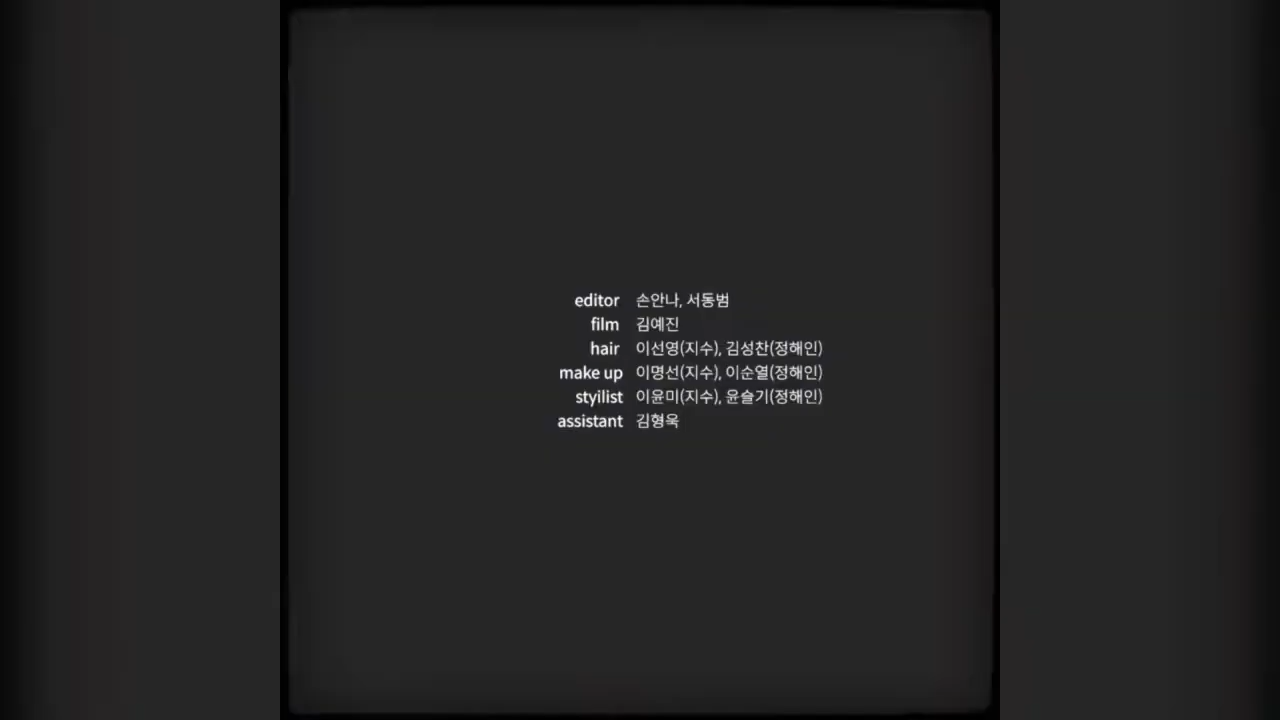 editor 손안나, 서동범
film 김예진
hair 이선영(지수), 김성찬(정해인)
make up 이명선(지수), 이순열(정해인)
styilist 이윤미(지수), 윤슬기(정해인)
assistant 김형욱